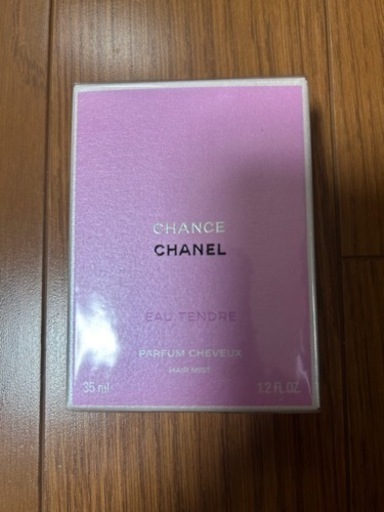 CHANCE
CHANEL
EAU TENDRE
PARFUM CHEVEUX
HAIR MIST
35 ml 1.2 FL. OZ.